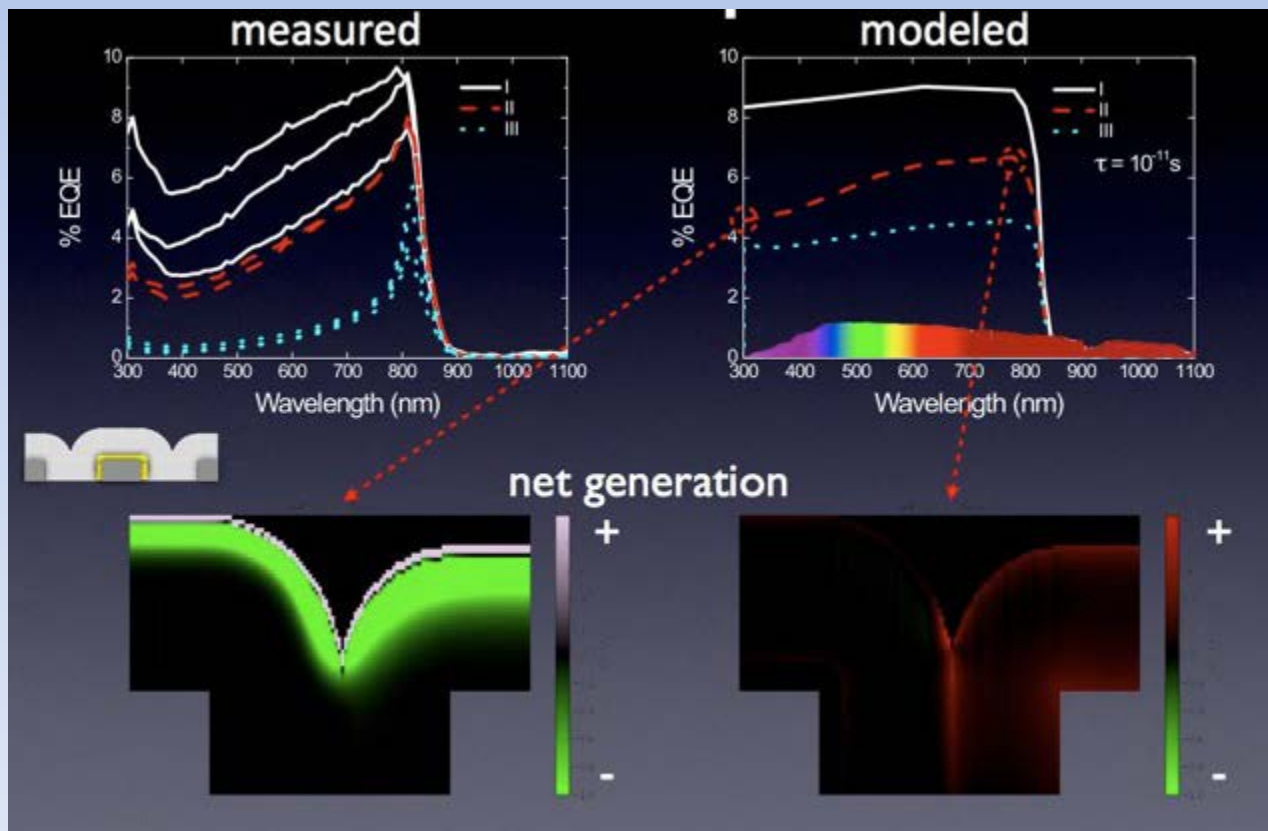 measured
modeled
10
8
6
4
2
0
% EQE
I
II
III
300 400 500 600 700 800 900 1000 1100
Wavelength (nm)
10
8
6
4
2
0
% EQE
I
II
III
τ = 10⁻¹¹s
300 400 500 600 700 800 900 1000 1100
Wavelength (nm)
net generation
+
-
+
-